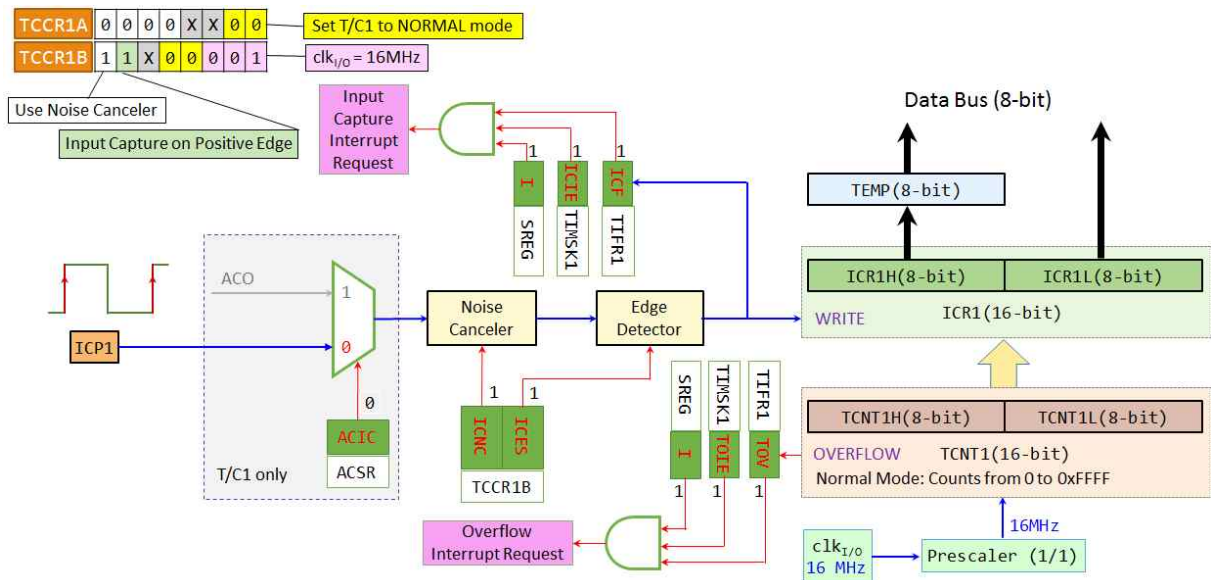 TCCR1A 0 0 0 0 X X 0 0 Set T/C1 to NORMAL mode
TCCR1B 1 1 X 0 0 0 0 1 clkI/O = 16MHz
Use Noise Canceler
Input Capture on Positive Edge
Input
Capture
Interrupt
Request
1 1 1
I ICIE ICF
SREG TIMSK1 TIFR1
Data Bus (8-bit)
TEMP(8-bit)
ICR1H(8-bit) ICR1L(8-bit)
WRITE ICR1(16-bit)
ICP1
ACO
1
0
0
ACIC
ACSR
T/C1 only
Noise
Canceler
Edge
Detector
1 1
ICNC ICES
TCCR1B
SREG TIMSK1 TIFR1
I TOIE TOV
1 1 1
Overflow
Interrupt Request
TCNT1H(8-bit) TCNT1L(8-bit)
OVERFLOW TCNT1(16-bit)
Normal Mode: Counts from 0 to 0xFFFF
16MHz
clkI/O
16 MHz
Prescaler (1/1)